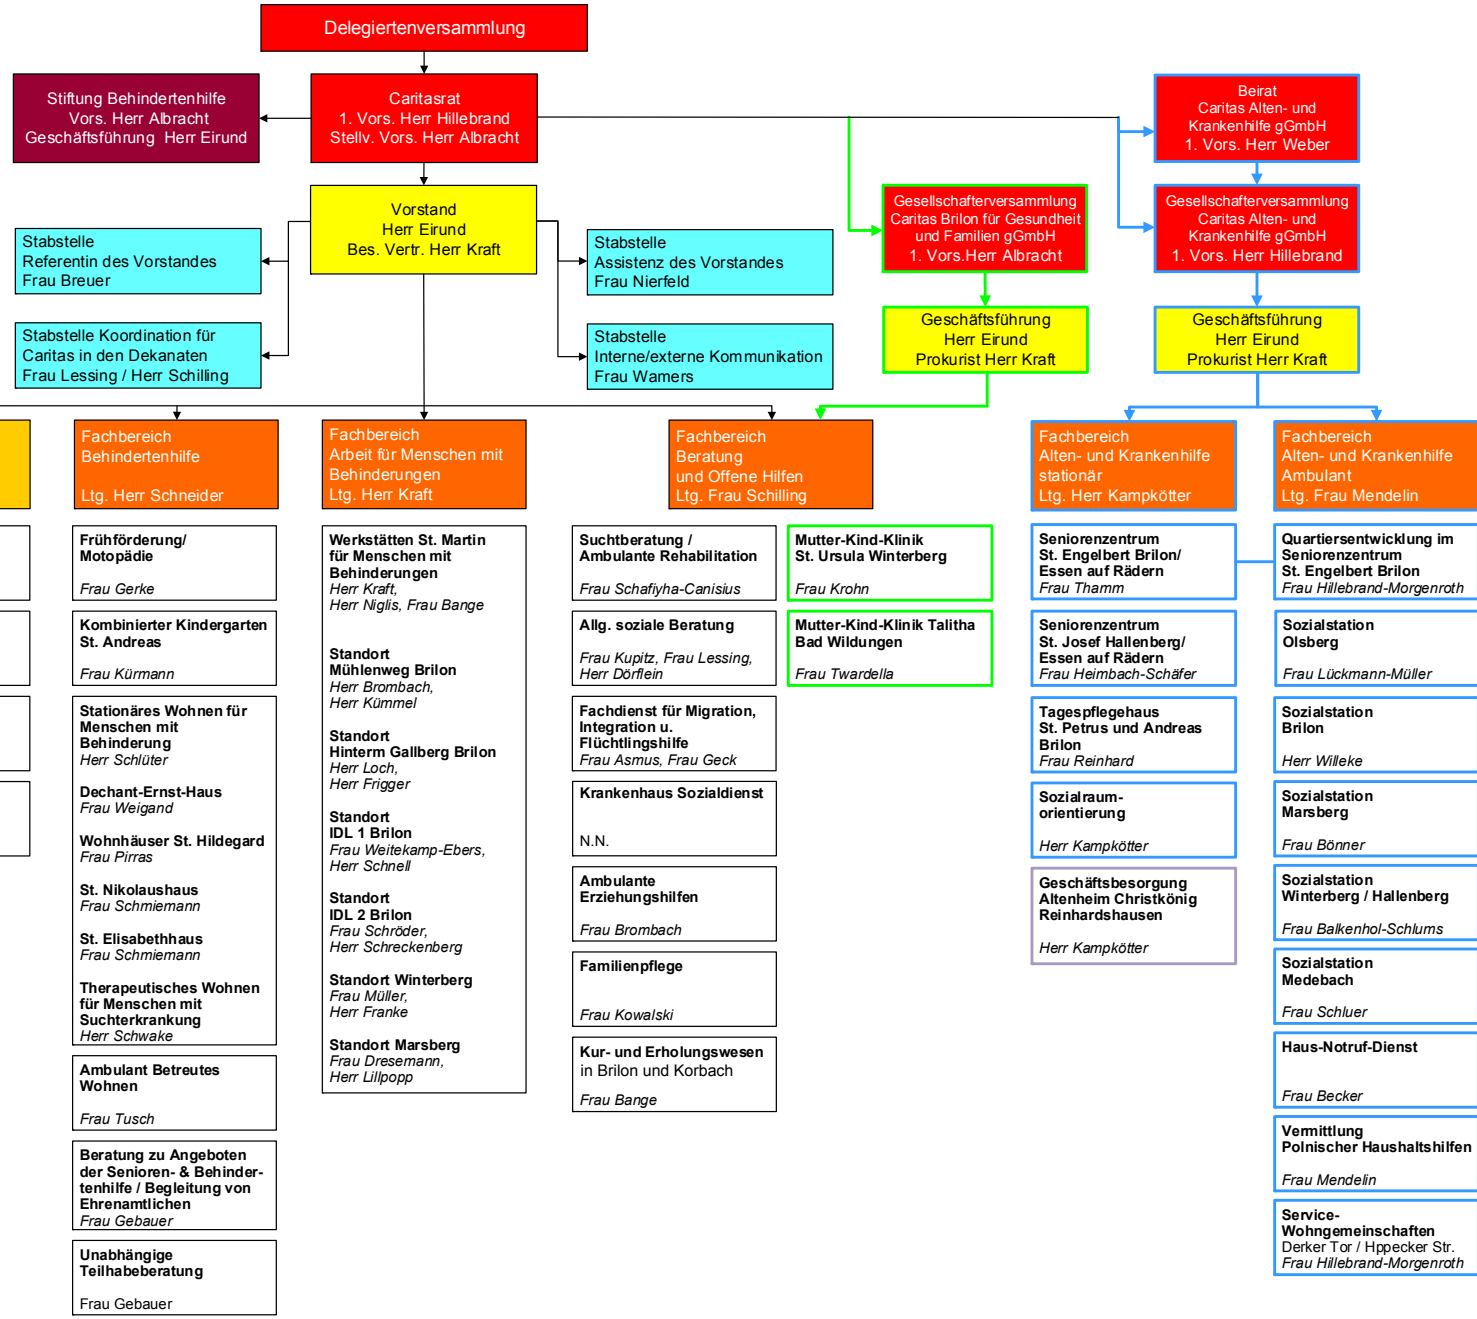 Delegiertenversammlung
Stiftung Behindertenhilfe
Vors. Herr Albracht
Geschäftsführung Herr Eirund
Caritasrat
1. Vors. Herr Hillebrand
Stellv. Vors. Herr Albracht
Beirat
Caritas Alten- und
Krankenhilfe gGmbH
1. Vors. Herr Weber
Vorstand
Herr Eirund
Bes. Vertr. Herr Kraft
Gesellschafterversammlung
Caritas Brilon für Gesundheit
und Familien gGmbH
1. Vors.Herr Albracht
Gesellschafterversammlung
Caritas Alten- und
Krankenhilfe gGmbH
1. Vors. Herr Hillebrand
Stabstelle
Referentin des Vorstandes
Frau Breuer
Stabstelle
Assistenz des Vorstandes
Frau Nierfeld
Stabstelle Koordination für
Caritas in den Dekanaten
Frau Lessing / Herr Schilling
Stabstelle
Interne/externe Kommunikation
Frau Wamers
Geschäftsführung
Herr Eirund
Prokurist Herr Kraft
Geschäftsführung
Herr Eirund
Prokurist Herr Kraft
Fachbereich
Behindertenhilfe
Ltg. Herr Schneider
Fachbereich
Arbeit für Menschen mit
Behinderungen
Ltg. Herr Kraft
Fachbereich
Beratung
und Offene Hilfen
Ltg. Frau Schilling
Fachbereich
Alten- und Krankenhilfe
stationär
Ltg. Herr Kampkötter
Fachbereich
Alten- und Krankenhilfe
Ambulant
Ltg. Frau Mendelin
Frühförderung/
Motopädie
Frau Gerke
Kombinierter Kindergarten
St. Andreas
Frau Kürmann
Stationäres Wohnen für
Menschen mit
Behinderung
Herr Schlüter
Dechant-Ernst-Haus
Frau Weigand
Wohnhäuser St. Hildegard
Frau Pirras
St. Nikolaushaus
Frau Schmiemann
St. Elisabethhaus
Frau Schmiemann
Therapeutisches Wohnen
für Menschen mit
Suchterkrankung
Herr Schwake
Ambulant Betreutes
Wohnen
Frau Tusch
Beratung zu Angeboten
der Senioren- & Behinder-
tenhilfe / Begleitung von
Ehrenamtlichen
Frau Gebauer
Unabhängige
Teilhabeberatung
Frau Gebauer
Werkstätten St. Martin
für Menschen mit
Behinderungen
Herr Kraft,
Herr Niglis, Frau Bange
Standort
Mühlenweg Brilon
Herr Brombach,
Herr Kümmel
Standort
Hinterm Gallberg Brilon
Herr Loch,
Herr Frigger
Standort
IDL 1 Brilon
Frau Weitekamp-Ebers,
Herr Schnell
Standort
IDL 2 Brilon
Frau Schröder,
Herr Schreckenberg
Standort Winterberg
Frau Müller,
Herr Franke
Standort Marsberg
Frau Dresemann,
Herr Lillpopp
Suchtberatung /
Ambulante Rehabilitation
Frau Schafiyha-Canisius
Allg. soziale Beratung
Frau Kupitz, Frau Lessing,
Herr Dörflein
Fachdienst für Migration,
Integration u.
Flüchtlingshilfe
Frau Asmus, Frau Geck
Krankenhaus Sozialdienst
N.N.
Ambulante
Erziehungshilfen
Frau Brombach
Familienpflege
Frau Kowalski
Kur- und Erholungswesen
in Brilon und Korbach
Frau Bange
Mutter-Kind-Klinik
St. Ursula Winterberg
Frau Krohn
Mutter-Kind-Klinik Talitha
Bad Wildungen
Frau Twardella
Seniorenzentrum
St. Engelbert Brilon/
Essen auf Rädern
Frau Thamm
Seniorenzentrum
St. Josef Hallenberg/
Essen auf Rädern
Frau Heimbach-Schäfer
Tagespflegehaus
St. Petrus und Andreas
Brilon
Frau Reinhard
Sozialraum-
orientierung
Herr Kampkötter
Geschäftsbesorgung
Altenheim Christkönig
Reinhardshausen
Herr Kampkötter
Quartiersentwicklung im
Seniorenzentrum
St. Engelbert Brilon
Frau Hillebrand-Morgenroth
Sozialstation
Olsberg
Frau Lückmann-Müller
Sozialstation
Brilon
Herr Willeke
Sozialstation
Marsberg
Frau Bönner
Sozialstation
Winterberg / Hallenberg
Frau Balkenhol-Schlums
Sozialstation
Medebach
Frau Schluer
Haus-Notruf-Dienst
Frau Becker
Vermittlung
Polnischer Haushaltshilfen
Frau Mendelin
Service-
Wohngemeinschaften
Derker Tor / Hppecker Str.
Frau Hillebrand-Morgenroth